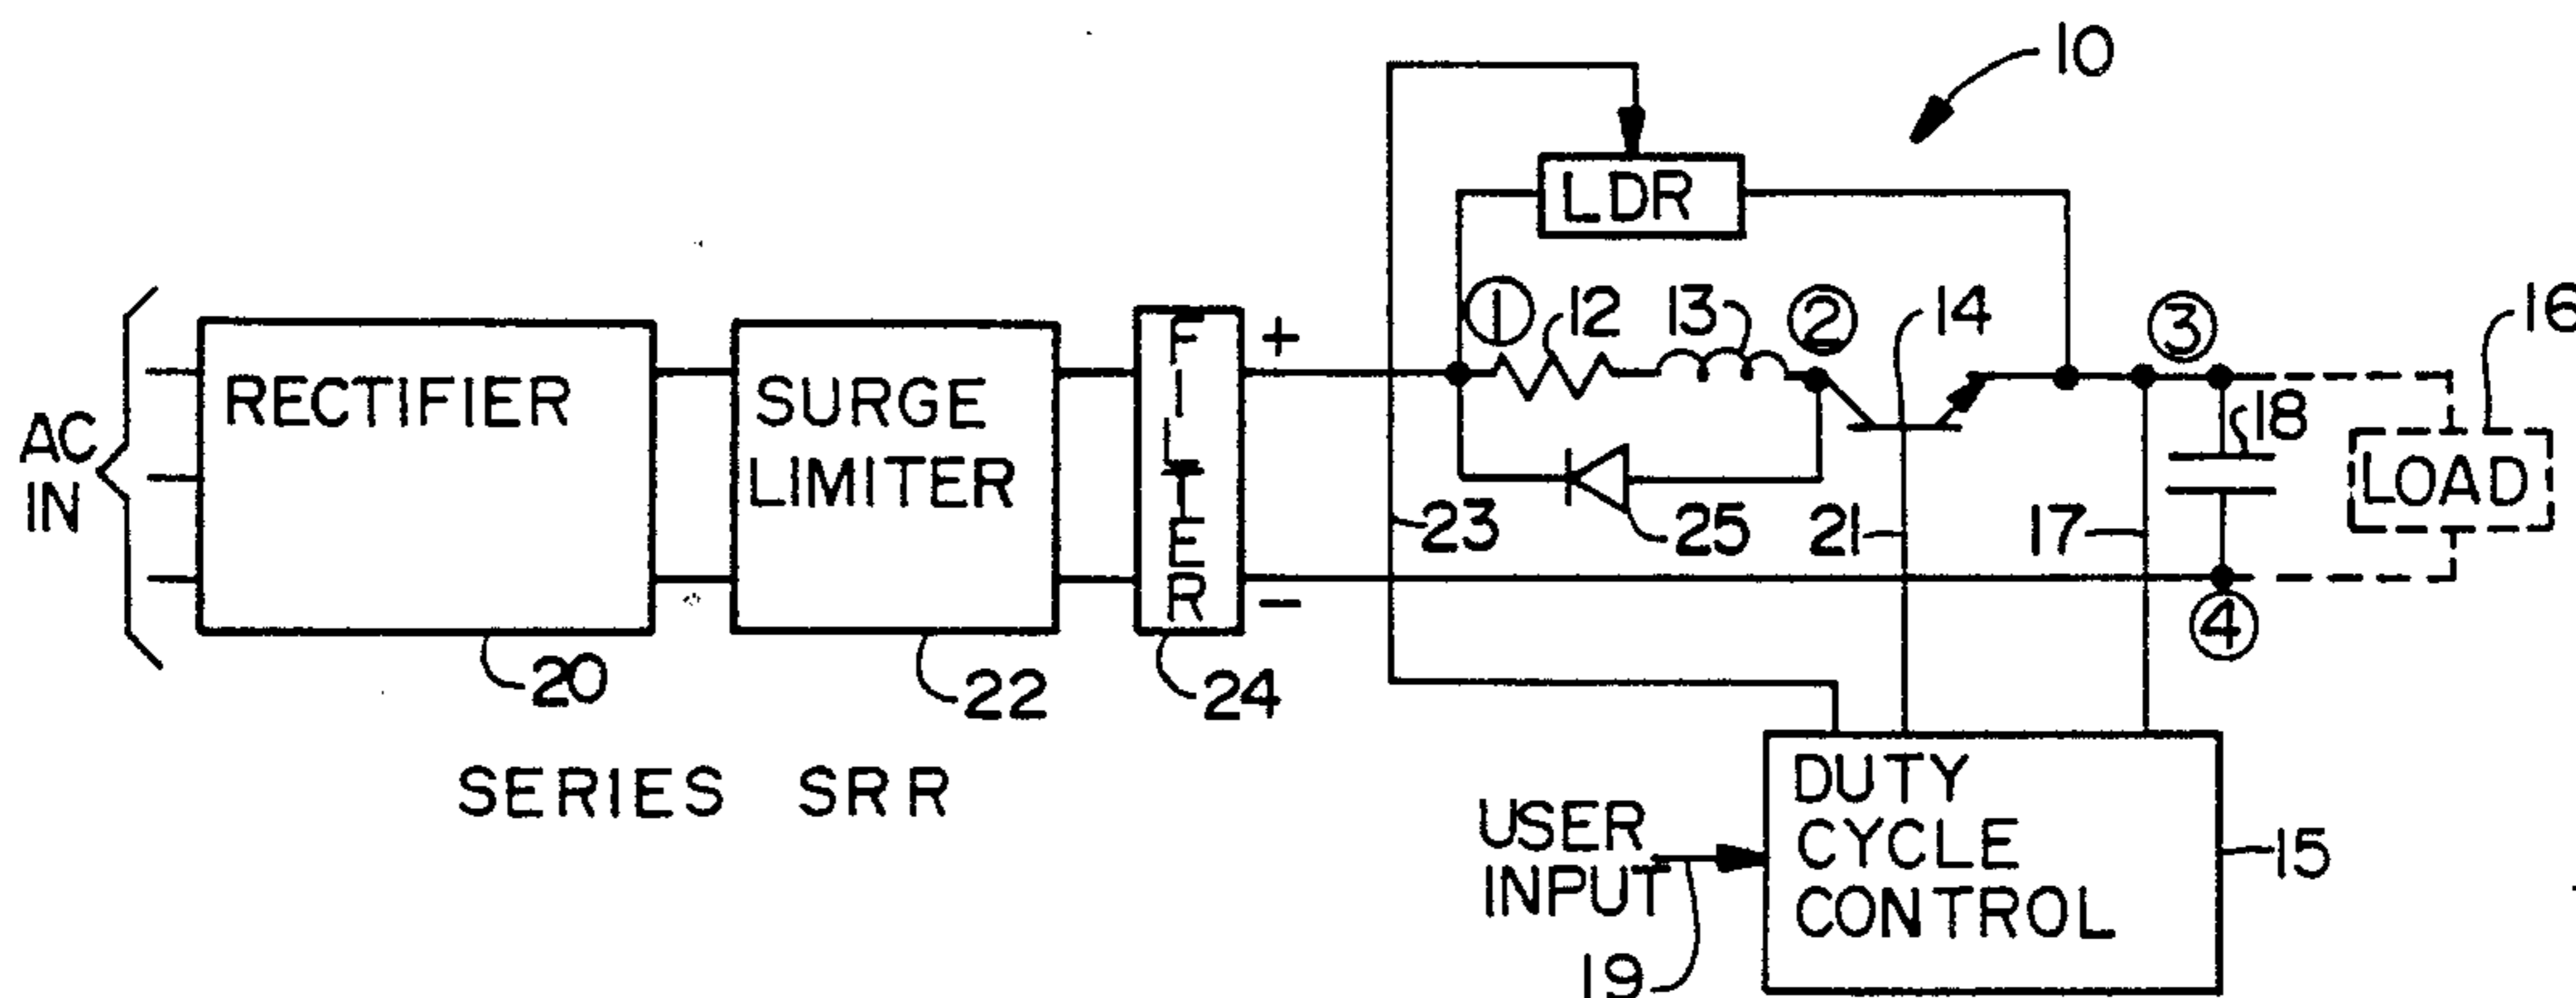 10
LDR
① 12 13 ② 14 ③ 16
+
AC
IN
RECTIFIER
SURGE
LIMITER
FILTER
18
LOAD
23 25 21 17
−
④
20 22 24
SERIES SRR
DUTY
CYCLE
CONTROL
USER
INPUT
15
19